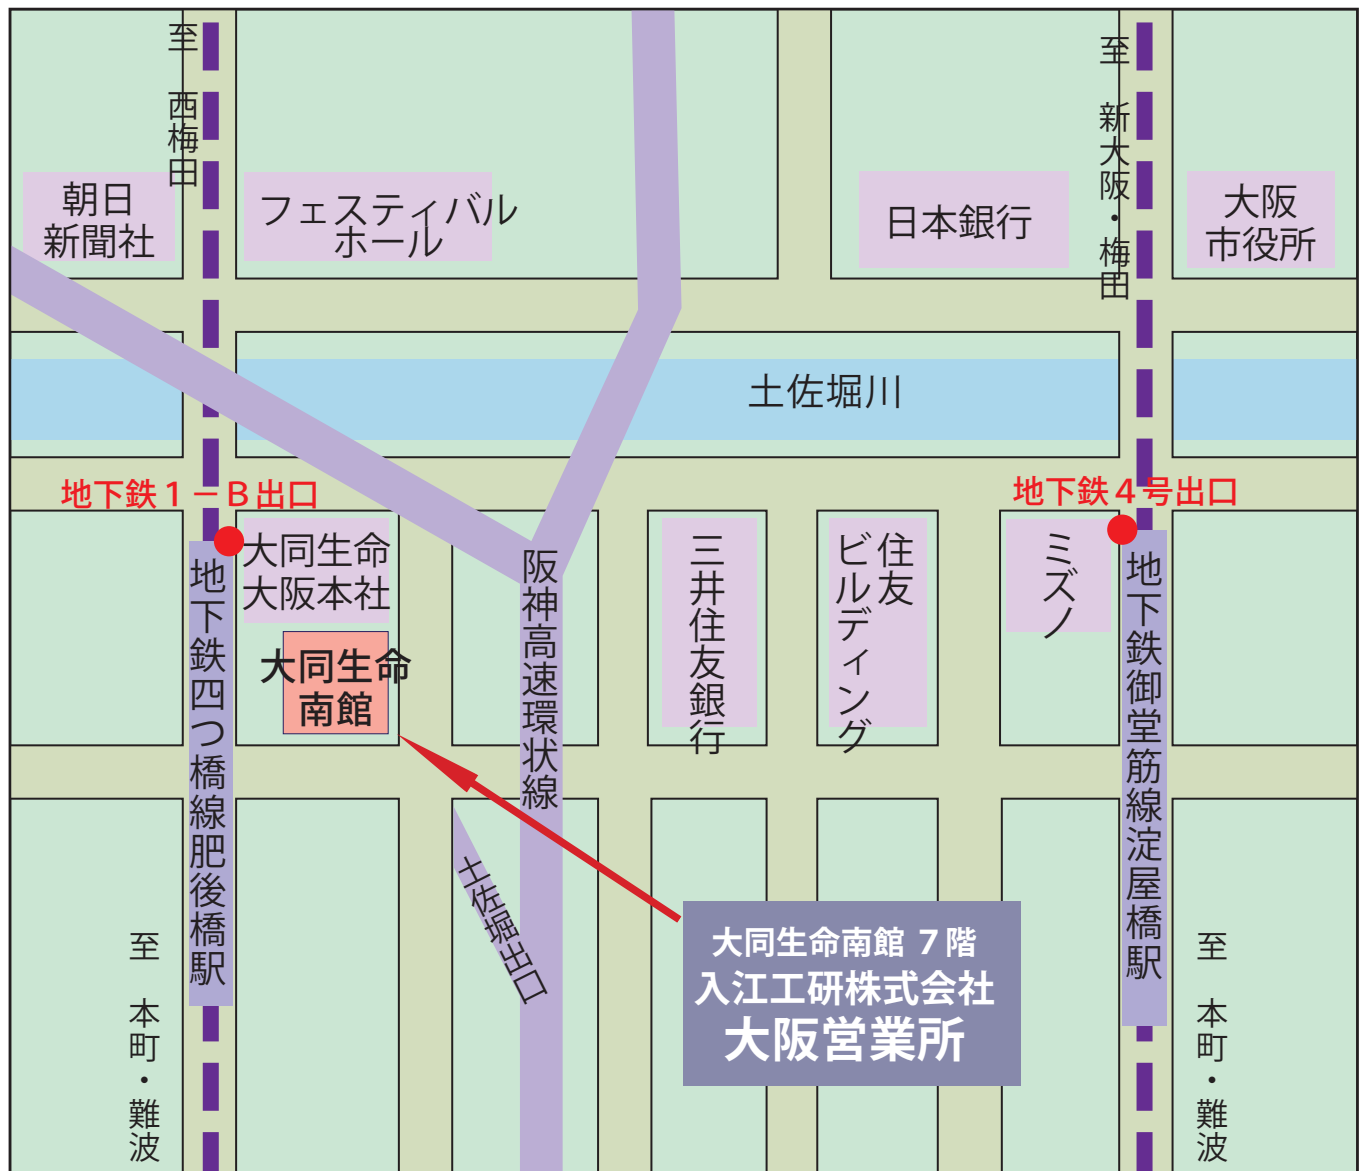 至 西梅田
至 新大阪・梅田
朝日
新聞社
フェスティバル
ホール
日本銀行
大阪
市役所
土佐堀川
地下鉄１－Ｂ出口
地下鉄４号出口
大同生命
大阪本社
大同生命
南館
地下鉄四つ橋線肥後橋駅
阪神高速環状線
三井住友銀行
住友
ビルディング
ミズノ
地下鉄御堂筋線淀屋橋駅
土佐堀出口
大同生命南館 ７階
入江工研株式会社
大阪営業所
至 本町・難波
至 本町・難波